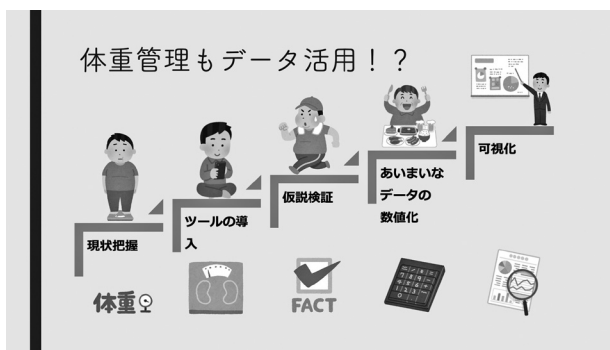 体重管理もデータ活用！？
現状把握
ツールの導
入
仮説検証
あいまいな
データの
数値化
可視化
体重
FACT